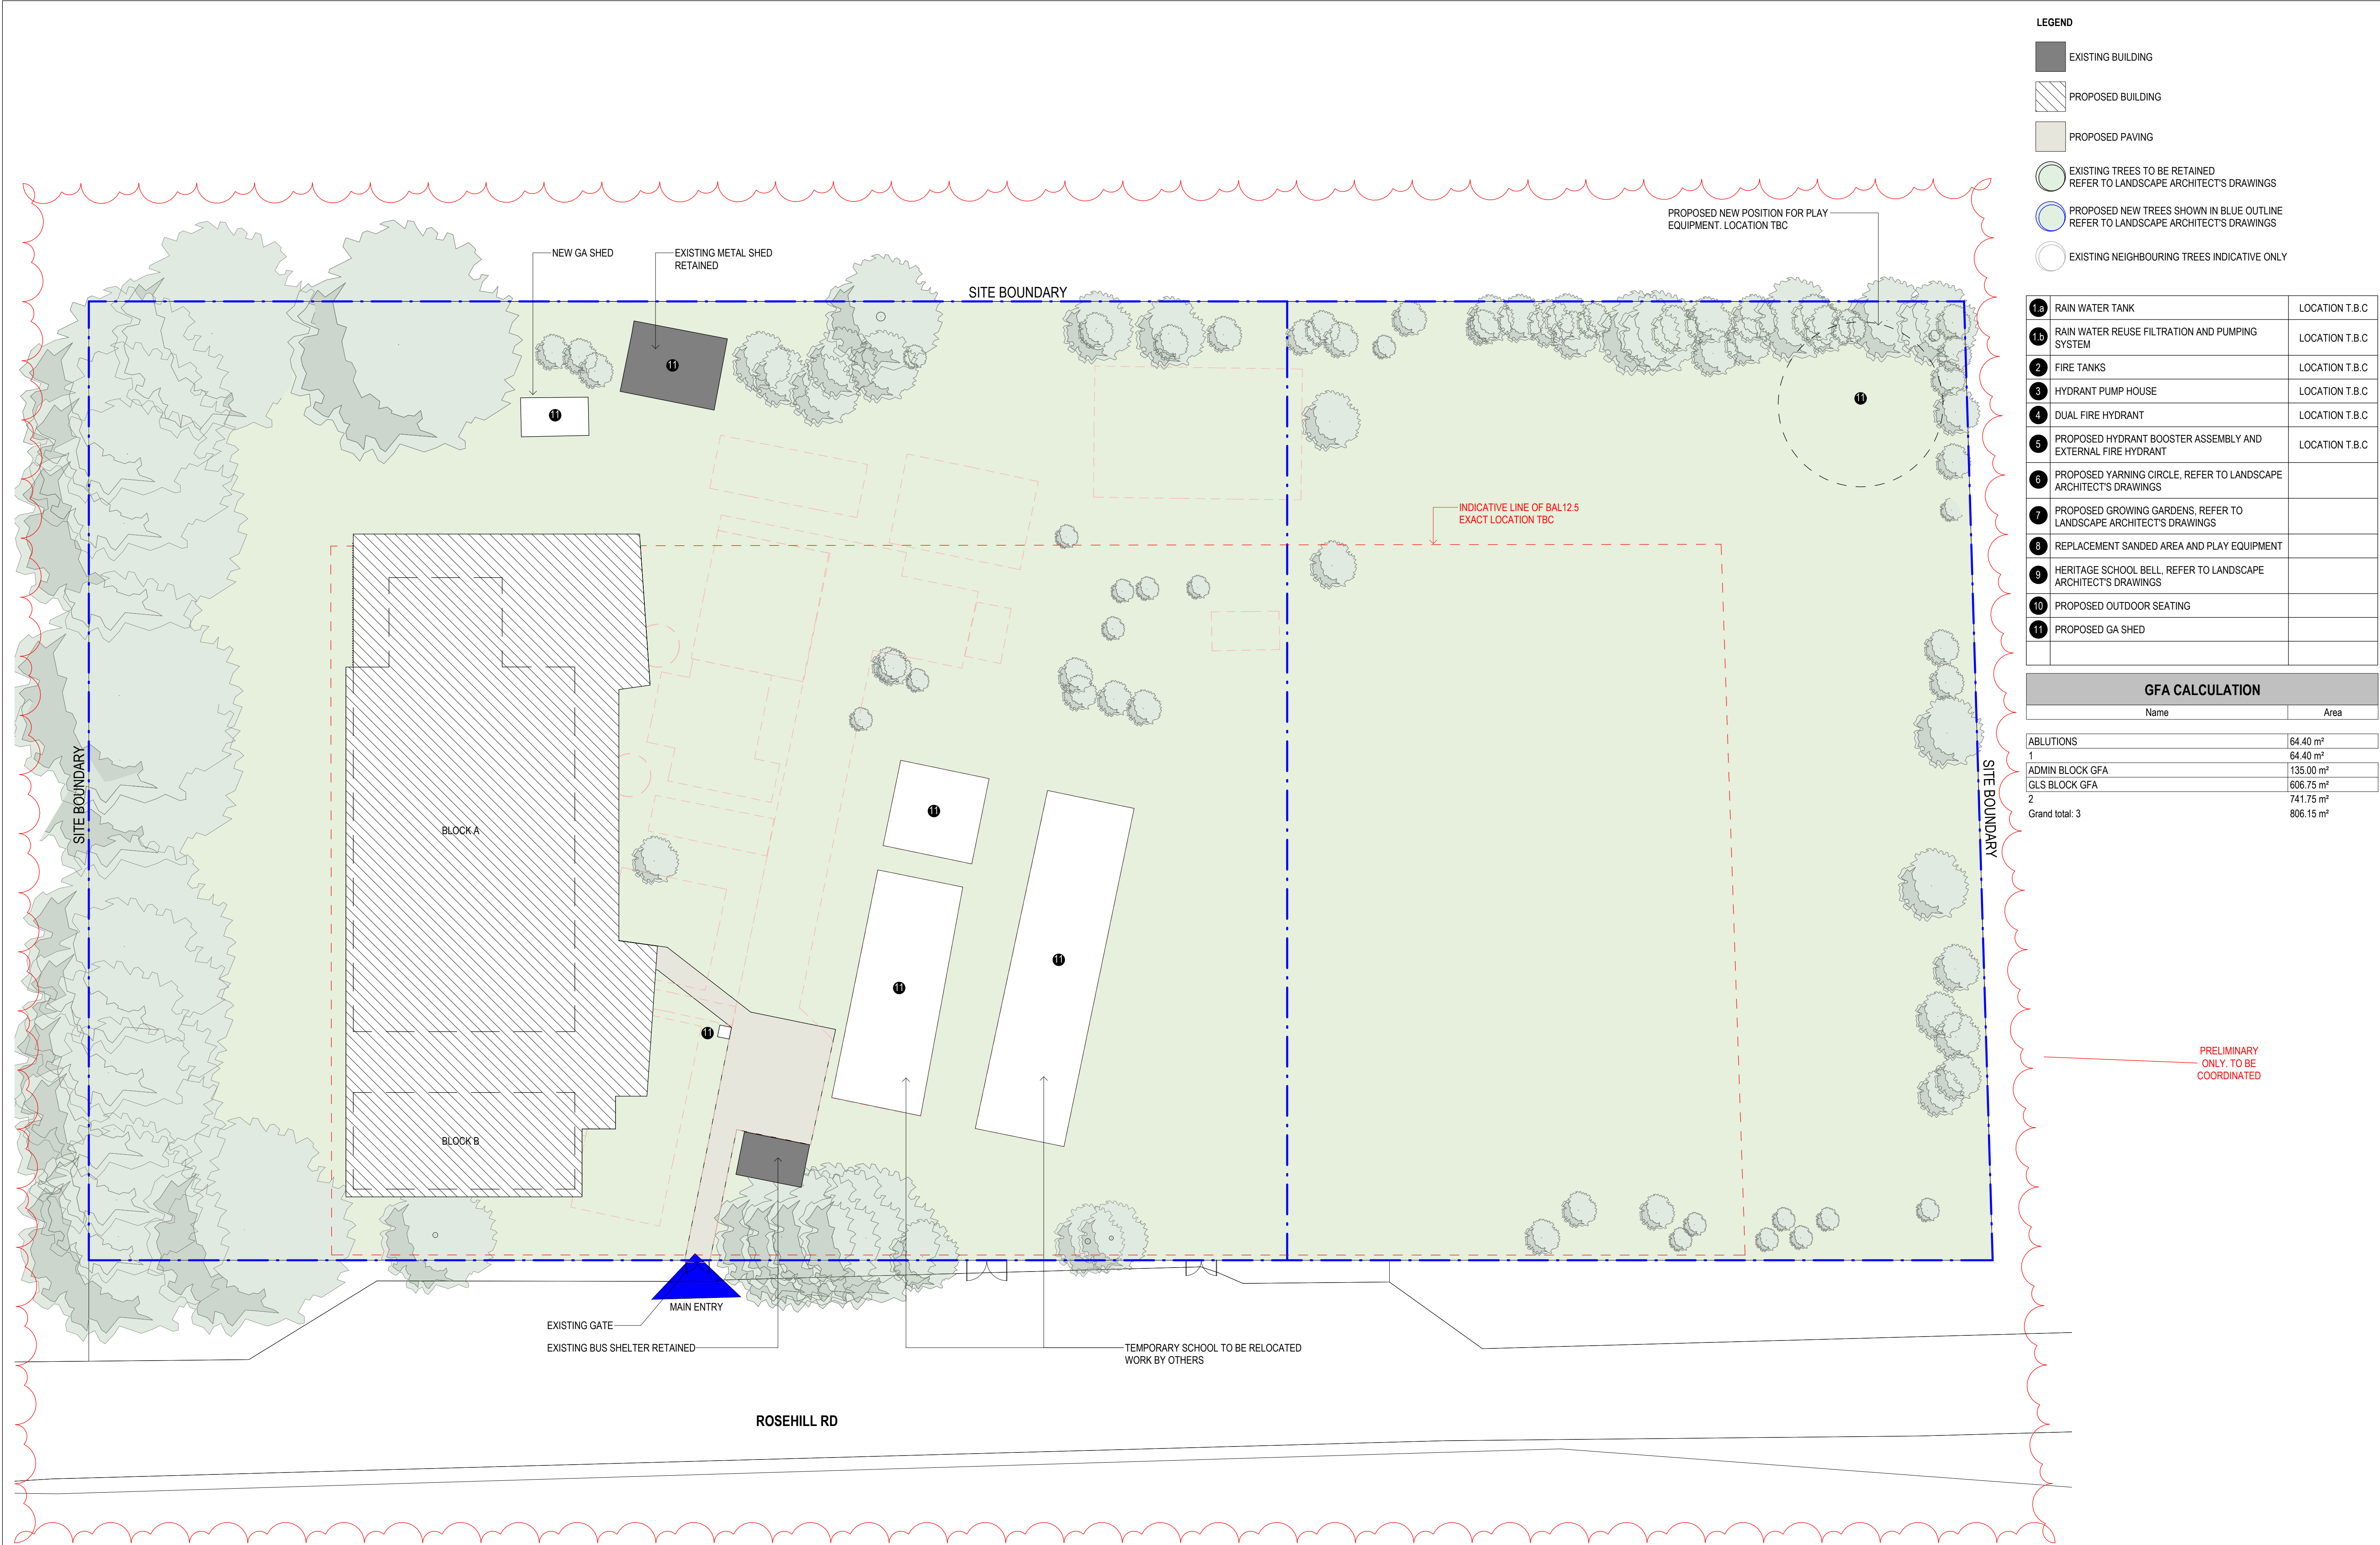 LEGEND
EXISTING BUILDING
PROPOSED BUILDING
PROPOSED PAVING
EXISTING TREES TO BE RETAINED
REFER TO LANDSCAPE ARCHITECT'S DRAWINGS
PROPOSED NEW TREES SHOWN IN BLUE OUTLINE
REFER TO LANDSCAPE ARCHITECT'S DRAWINGS
EXISTING NEIGHBOURING TREES INDICATIVE ONLY
1.a RAIN WATER TANK LOCATION T.B.C
1.b RAIN WATER REUSE FILTRATION AND PUMPING
SYSTEM LOCATION T.B.C
2 FIRE TANKS LOCATION T.B.C
3 HYDRANT PUMP HOUSE LOCATION T.B.C
4 DUAL FIRE HYDRANT LOCATION T.B.C
5 PROPOSED HYDRANT BOOSTER ASSEMBLY AND
EXTERNAL FIRE HYDRANT LOCATION T.B.C
6 PROPOSED YARNING CIRCLE, REFER TO LANDSCAPE
ARCHITECT'S DRAWINGS
7 PROPOSED GROWING GARDENS, REFER TO
LANDSCAPE ARCHITECT'S DRAWINGS
8 REPLACEMENT SANDED AREA AND PLAY EQUIPMENT
9 HERITAGE SCHOOL BELL, REFER TO LANDSCAPE
ARCHITECT'S DRAWINGS
10 PROPOSED OUTDOOR SEATING
11 PROPOSED GA SHED
GFA CALCULATION
Name Area
ABLUTIONS 64.40 m²
1 64.40 m²
ADMIN BLOCK GFA 135.00 m²
GLS BLOCK GFA 606.75 m²
2 741.75 m²
Grand total: 3 806.15 m²
PRELIMINARY
ONLY. TO BE
COORDINATED
PROPOSED NEW POSITION FOR PLAY
EQUIPMENT. LOCATION TBC
NEW GA SHED
EXISTING METAL SHED
RETAINED
SITE BOUNDARY
11
11
11
INDICATIVE LINE OF BAL12.5
EXACT LOCATION TBC
SITE BOUNDARY
SITE BOUNDARY
BLOCK A
11
11
11
11
BLOCK B
MAIN ENTRY
EXISTING GATE
EXISTING BUS SHELTER RETAINED
TEMPORARY SCHOOL TO BE RELOCATED
WORK BY OTHERS
ROSEHILL RD